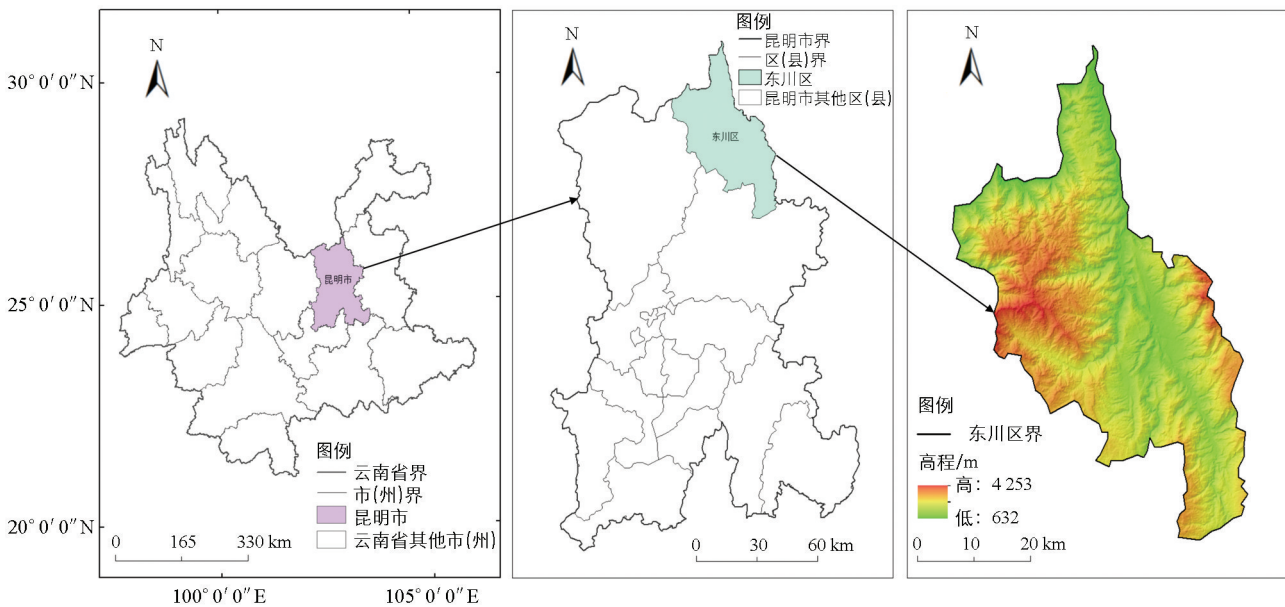 N
30°0′0″N
25°0′0″N
20°0′0″N
昆明市
图例
云南省界
市(州)界
昆明市
云南省其他市(州)
0 165 330 km
100°0′0″E 105°0′0″E
图例
昆明市界
区(县)界
东川区
昆明市其他区(县)
N
东川区
0 30 60 km
N
图例
东川区界
高程/m
高: 4 253
低: 632
0 10 20 km